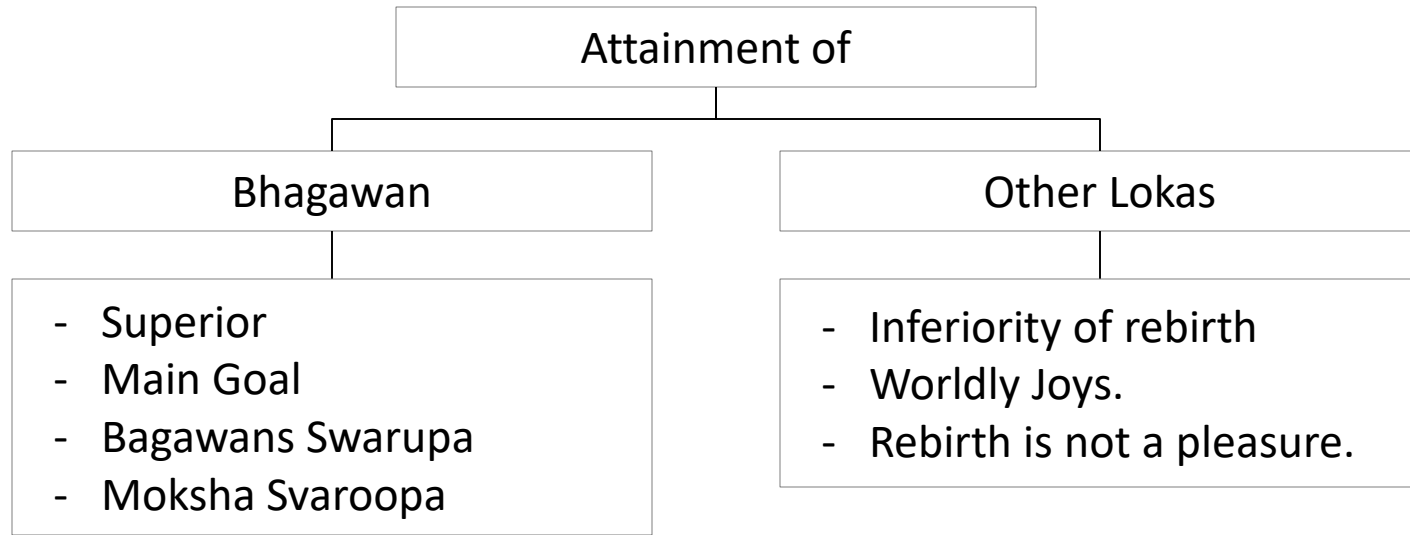 Attainment of
Bhagawan
Other Lokas
- Superior
- Main Goal
- Bagawans Swarupa
- Moksha Svaroopa
- Inferiority of rebirth
- Worldly Joys.
- Rebirth is not a pleasure.